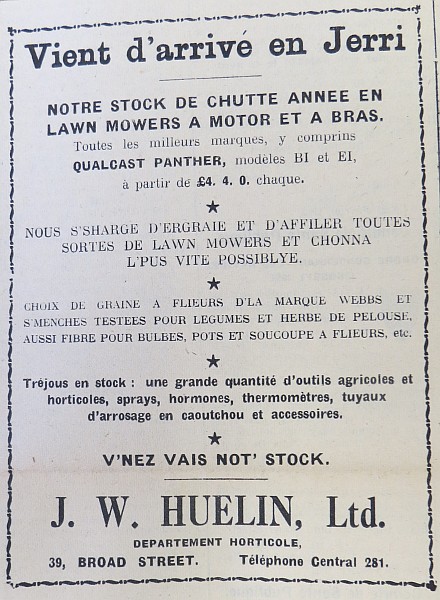 Vient d'arrivé en Jerri
NOTRE STOCK DE CHUTTE ANNEE EN
LAWN MOWERS A MOTOR ET A BRAS.
Toutes les milleurs marques, y comprins
QUALCAST PANTHER, modèles BI et EI,
à partir de £4. 4. 0. chaque.
NOUS S'SHARGE D'ERGRAIE ET D'AFFILER TOUTES
SORTES DE LAWN MOWERS ET CHONNA
L'PUS VITE POSSIBLYE.
CHOIX DE GRAINE A FLIEURS D'LA MARQUE WEBBS ET
S'MENCHES TESTEES POUR LEGUMES ET HERBE DE PELOUSE,
AUSSI FIBRE POUR BULBES, POTS ET SOUCOUPE A FLIEURS, etc.
Tréjous en stock : une grande quantité d'outils agricoles et
horticoles, sprays, hormones, thermomètres, tuyaux
d'arrosage en caoutchou et accessoires.
V'NEZ VAIS NOT' STOCK.
J. W. HUELIN, Ltd.
DEPARTEMENT HORTICOLE,
39, BROAD STREET. Téléphone Central 281.